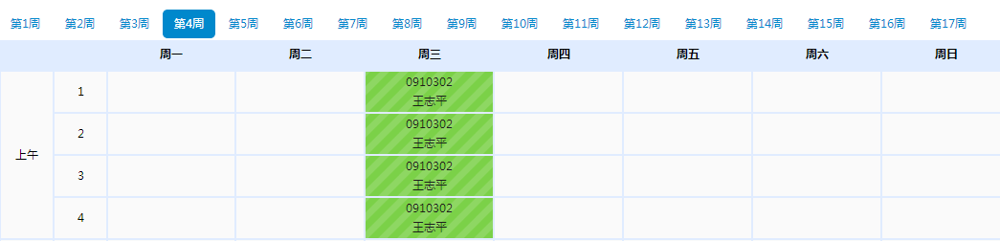 第1周 第2周 第3周 第4周 第5周 第6周 第7周 第8周 第9周 第10周 第11周 第12周 第13周 第14周 第15周 第16周 第17周
周一 周二 周三 周四 周五 周六 周日
上午
1
0910302
王志平
2
0910302
王志平
3
0910302
王志平
4
0910302
王志平